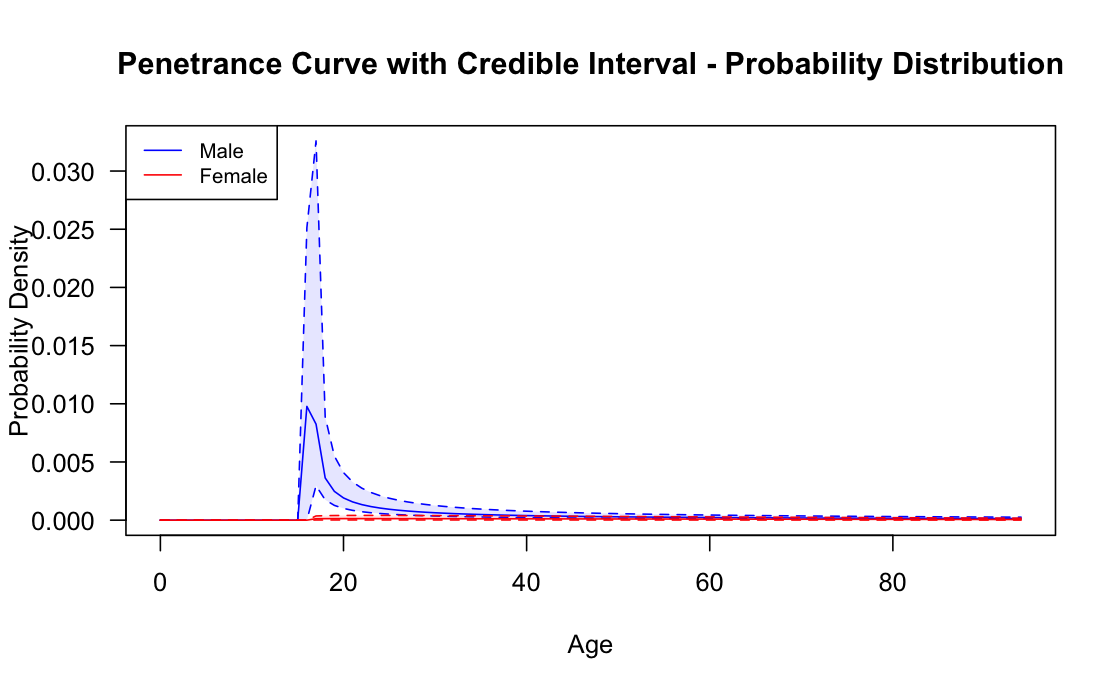 Penetrance Curve with Credible Interval - Probability Distribution
Male
Female
0.030
0.025
0.020
0.015
0.010
0.005
0.000
Probability Density
0 20 40 60 80
Age